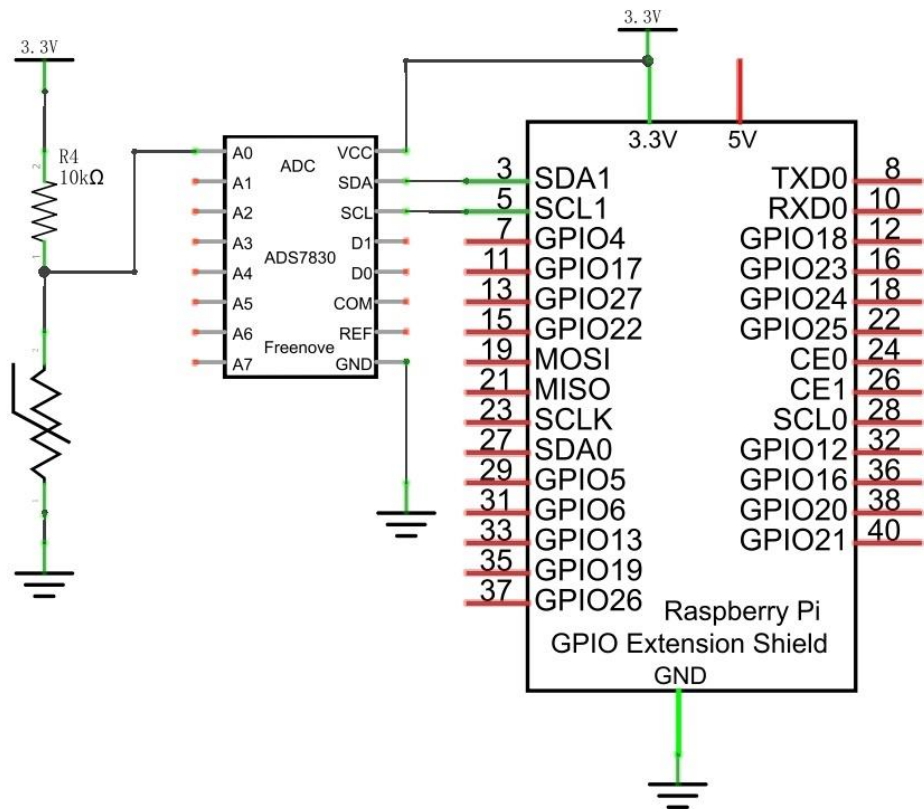 3.3V
3.3V
R4
10kΩ
2
1
2
1
ADC
ADS7830
Freenove
A0
A1
A2
A3
A4
A5
A6
A7
VCC
SDA
SCL
D1
D0
COM
REF
GND
3.3V
5V
3 SDA1
5 SCL1
7 GPIO4
11 GPIO17
13 GPIO27
15 GPIO22
19 MOSI
21 MISO
23 SCLK
27 SDA0
29 GPIO5
31 GPIO6
33 GPIO13
35 GPIO19
37 GPIO26
TXD0 8
RXD0 10
GPIO18 12
GPIO23 16
GPIO24 18
GPIO25 22
CE0 24
CE1 26
SCL0 28
GPIO12 32
GPIO16 36
GPIO20 38
GPIO21 40
Raspberry Pi
GPIO Extension Shield
GND